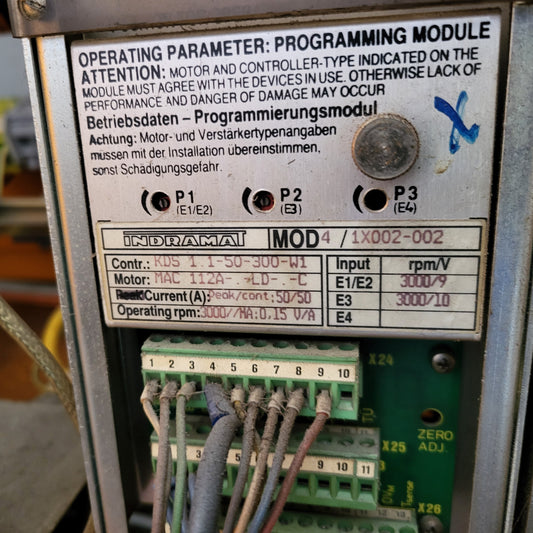 OPERATING PARAMETER: PROGRAMMING MODULE
ATTENTION: MOTOR AND CONTROLLER-TYPE INDICATED ON THE
MODULE MUST AGREE WITH THE DEVICES IN USE. OTHERWISE LACK OF
PERFORMANCE AND DANGER OF DAMAGE MAY OCCUR
Betriebsdaten – Programmierungsmodul
Achtung: Motor- und Verstärkertypenangaben
müssen mit der Installation übereinstimmen,
sonst Schädigungsgefahr.
P1 P2 P3
(E1/E2) (E3) (E4)
INDRAMAT MOD 4 / 1X002-002
Contr.: KDS 1.1-50-300-W1
Motor: MAC 112A-.-LD-.-C
Current (A): Peak/cont:50/50
Operating rpm: 3000//MA:0.15 V/A
Input rpm/V
E1/E2 3000/9
E3 3000/10
E4
1 2 3 4 5 6 7 8 9 10 X24
ZERO
ADJ.
3 5 6 7 8 9 10 11 X25
X26